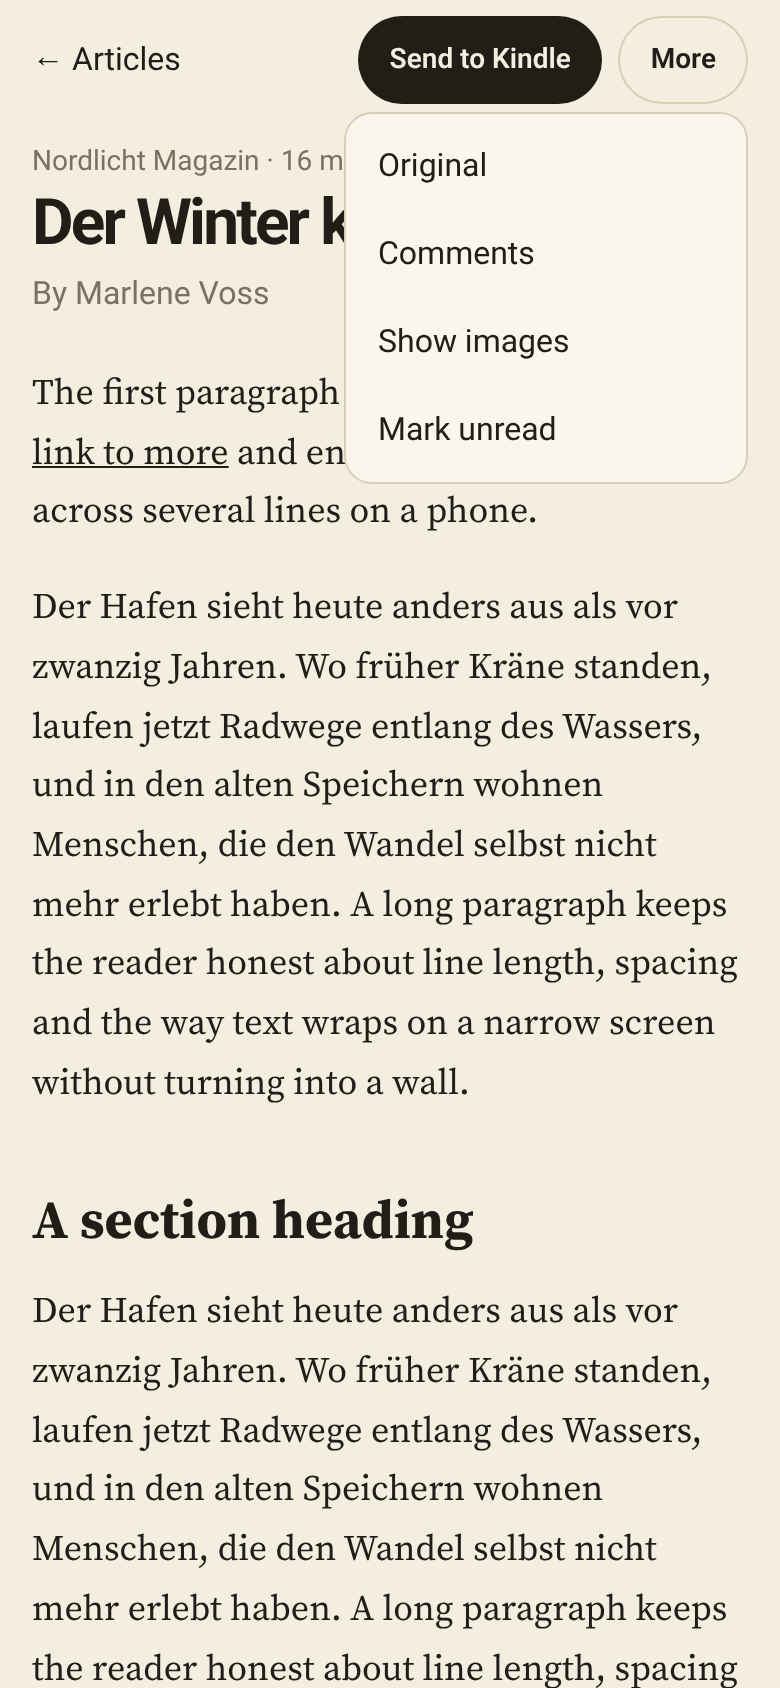 ← Articles
Send to Kindle
More
Original
Comments
Show images
Mark unread
Nordlicht Magazin · 16 m
Der Winter
By Marlene Voss
The first paragraph
link to more and en
across several lines on a phone.
Der Hafen sieht heute anders aus als vor
zwanzig Jahren. Wo früher Kräne standen,
laufen jetzt Radwege entlang des Wassers,
und in den alten Speichern wohnen
Menschen, die den Wandel selbst nicht
mehr erlebt haben. A long paragraph keeps
the reader honest about line length, spacing
and the way text wraps on a narrow screen
without turning into a wall.
A section heading
Der Hafen sieht heute anders aus als vor
zwanzig Jahren. Wo früher Kräne standen,
laufen jetzt Radwege entlang des Wassers,
und in den alten Speichern wohnen
Menschen, die den Wandel selbst nicht
mehr erlebt haben. A long paragraph keeps
the reader honest about line length, spacing